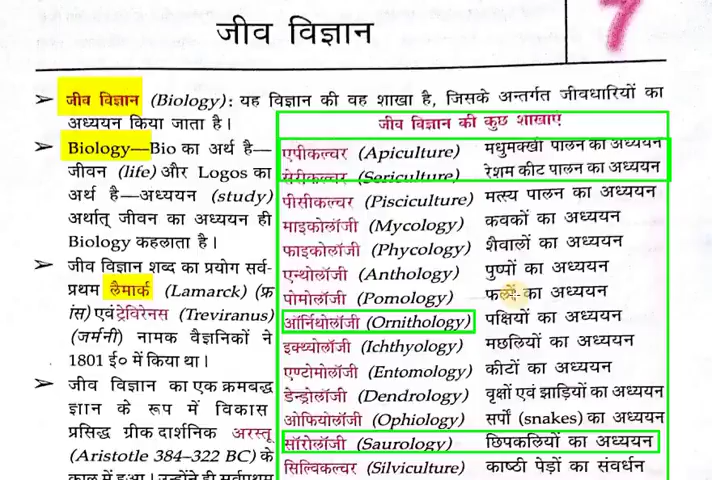 जीव विज्ञान
7
➢ जीव विज्ञान (Biology): यह विज्ञान की वह शाखा है, जिसके अन्तर्गत जीवधारियों का
अध्ययन किया जाता है।
➢ Biology—Bio का अर्थ है—
जीवन (life) और Logos का
अर्थ है—अध्ययन (study)
अर्थात् जीवन का अध्ययन ही
Biology कहलाता है।
➢ जीव विज्ञान शब्द का प्रयोग सर्व-
प्रथम लैमार्क (Lamarck) (फ्र
ांस) एवं ट्रेविरेनस (Treviranus)
(जर्मनी) नामक वैज्ञानिकों ने
1801 ई० में किया था।
➢ जीव विज्ञान का एक क्रमबद्ध
ज्ञान के रूप में विकास
प्रसिद्ध ग्रीक दार्शनिक अरस्तू
(Aristotle 384–322 BC) के
काल में हुआ। उन्होंने ही सर्वप्रथम
जीव विज्ञान की कुछ शाखाएँ
एपीकल्चर (Apiculture) मधुमक्खी पालन का अध्ययन
सेरीकल्चर (Sericulture) रेशम कीट पालन का अध्ययन
पीसीकल्चर (Pisciculture) मत्स्य पालन का अध्ययन
माइकोलॉजी (Mycology) कवकों का अध्ययन
फाइकोलॉजी (Phycology) शैवालों का अध्ययन
एन्थोलॉजी (Anthology) पुष्पों का अध्ययन
पोमोलॉजी (Pomology) फलों का अध्ययन
ऑर्निथोलॉजी (Ornithology) पक्षियों का अध्ययन
इक्थ्योलॉजी (Ichthyology) मछलियों का अध्ययन
एण्टोमोलॉजी (Entomology) कीटों का अध्ययन
डेन्ड्रोलॉजी (Dendrology) वृक्षों एवं झाड़ियों का अध्ययन
ओफियोलॉजी (Ophiology) सर्पों (snakes) का अध्ययन
सॉरोलॉजी (Saurology) छिपकलियों का अध्ययन
सिल्विकल्चर (Silviculture) काष्ठी पेड़ों का संवर्धन